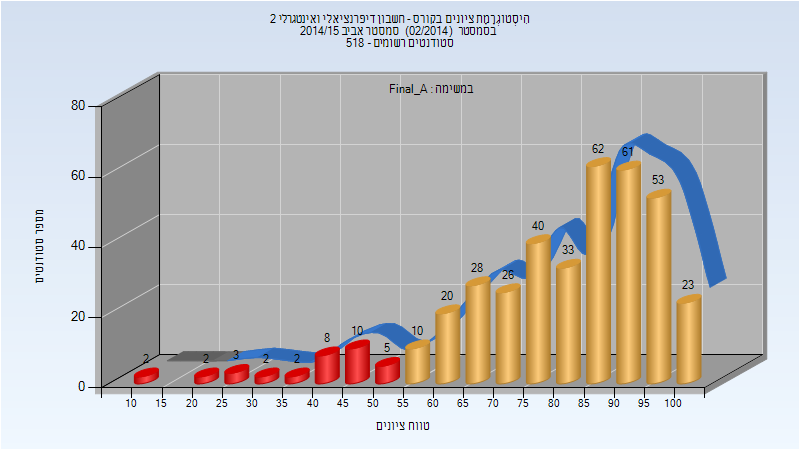 היסטוגרמת ציונים בקורס - חשבון דיפרנציאלי ואינטגרלי 2
בסמסטר (02/2014) סמסטר אביב 2014/15
סטודנטים רשומים - 518
במשימה : Final_A
מספר סטודנטים
80
60
40
20
0
2 2 3 2 2 8 10 5 10 20 28 26 40 33 62 61 53 23
10 15 20 25 30 35 40 45 50 55 60 65 70 75 80 85 90 95 100
טווח ציונים